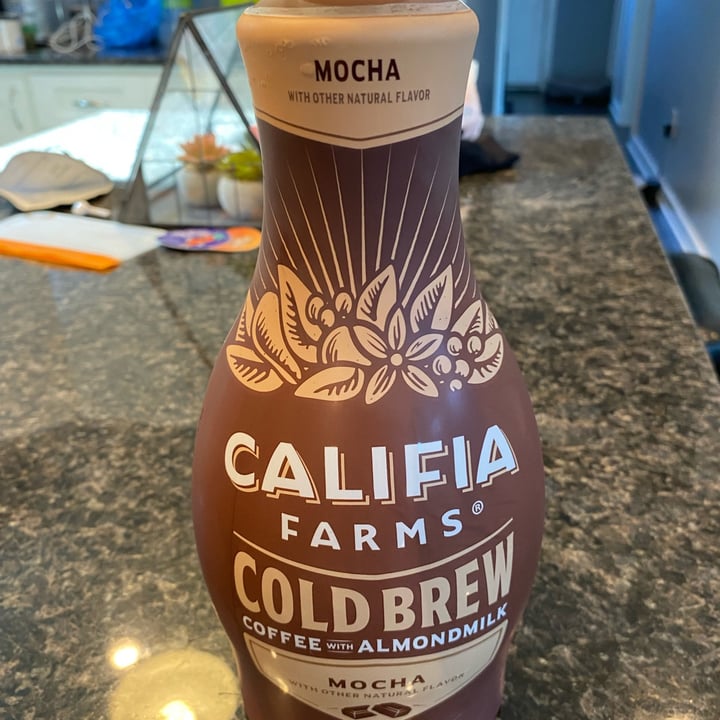 MOCHA
WITH OTHER NATURAL FLAVOR
CALIFIA
FARMS®
COLD BREW
COFFEE WITH ALMONDMILK
MOCHA
WITH OTHER NATURAL FLAVOR